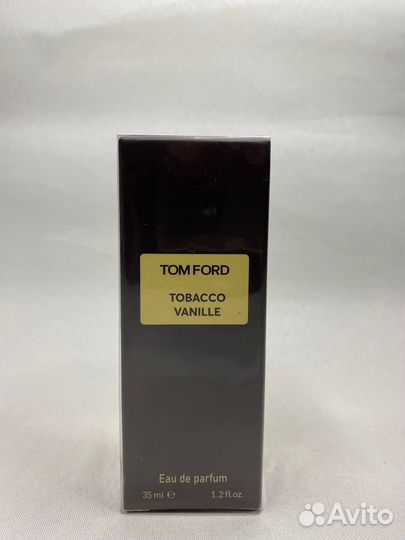 TOM FORD
TOBACCO
VANILLE
Eau de parfum
35 ml ℮ 1.2 fl.oz.
Avito